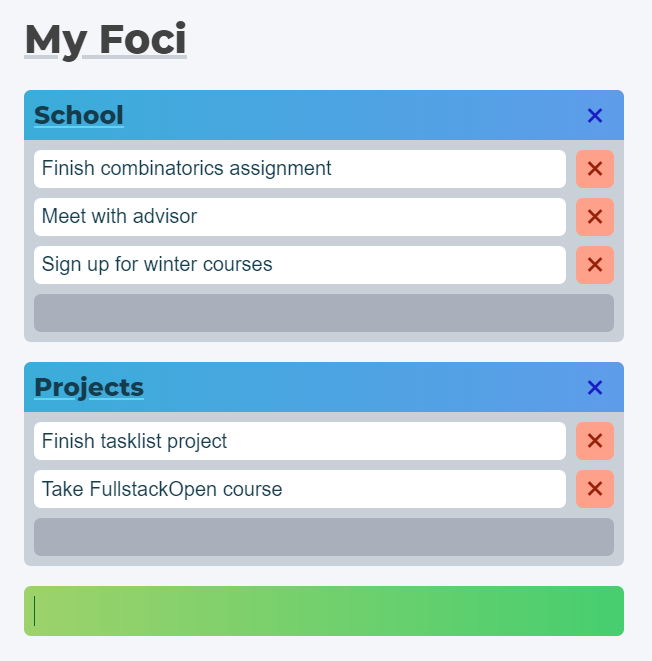 My Foci
School
Finish combinatorics assignment
Meet with advisor
Sign up for winter courses
Projects
Finish tasklist project
Take FullstackOpen course